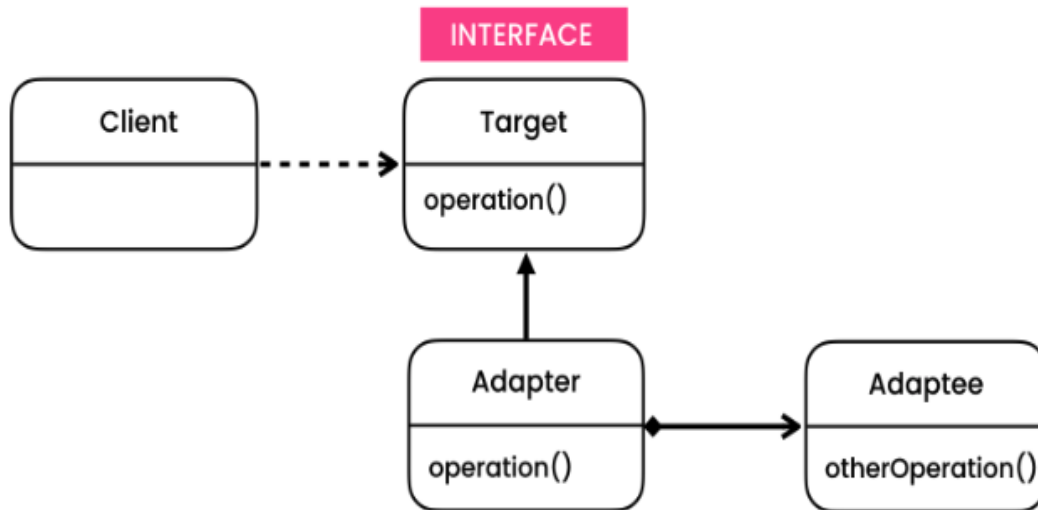 INTERFACE
Client
Target
operation()
Adapter
operation()
Adaptee
otherOperation()